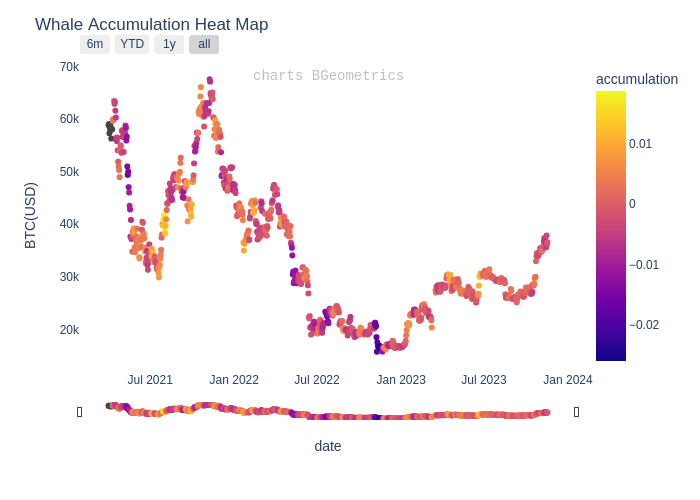 Whale Accumulation Heat Map
6m YTD 1y all
charts BGeometrics
accumulation
70k
60k
50k
40k
30k
20k
BTC(USD)
0.01
0
−0.01
−0.02
Jul 2021 Jan 2022 Jul 2022 Jan 2023 Jul 2023 Jan 2024
date